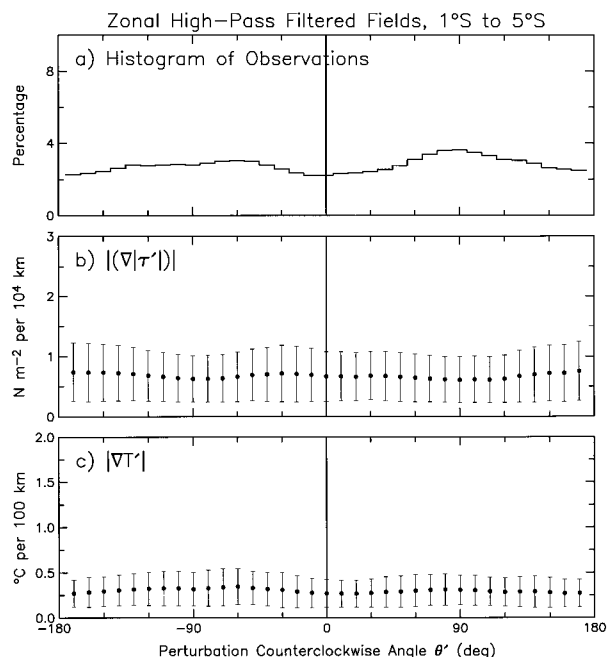 Zonal High-Pass Filtered Fields, 1°S to 5°S
a) Histogram of Observations
Percentage
8
4
0
b) |(∇|τ′|)|
N m−2 per 10⁴ km
3
2
1
0
c) |∇T′|
°C per 100 km
2.0
1.5
1.0
0.5
0.0
−180 −90 0 90 180
Perturbation Counterclockwise Angle θ′ (deg)